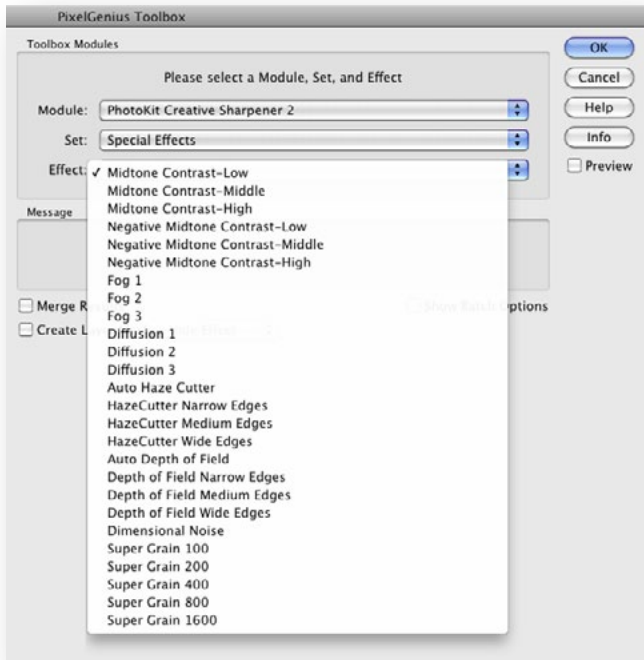 PixelGenius Toolbox
Toolbox Modules
OK
Please select a Module, Set, and Effect
Cancel
Module: PhotoKit Creative Sharpener 2
Help
Set: Special Effects
Info
Effect: ✓ Midtone Contrast-Low
Preview
Midtone Contrast-Middle
Midtone Contrast-High
Message
Negative Midtone Contrast-Low
Negative Midtone Contrast-Middle
Negative Midtone Contrast-High
Fog 1
Fog 2
Merge R
Show Batch Options
Fog 3
Create L
Diffusion 1
Diffusion 2
Diffusion 3
Auto Haze Cutter
HazeCutter Narrow Edges
HazeCutter Medium Edges
HazeCutter Wide Edges
Auto Depth of Field
Depth of Field Narrow Edges
Depth of Field Medium Edges
Depth of Field Wide Edges
Dimensional Noise
Super Grain 100
Super Grain 200
Super Grain 400
Super Grain 800
Super Grain 1600